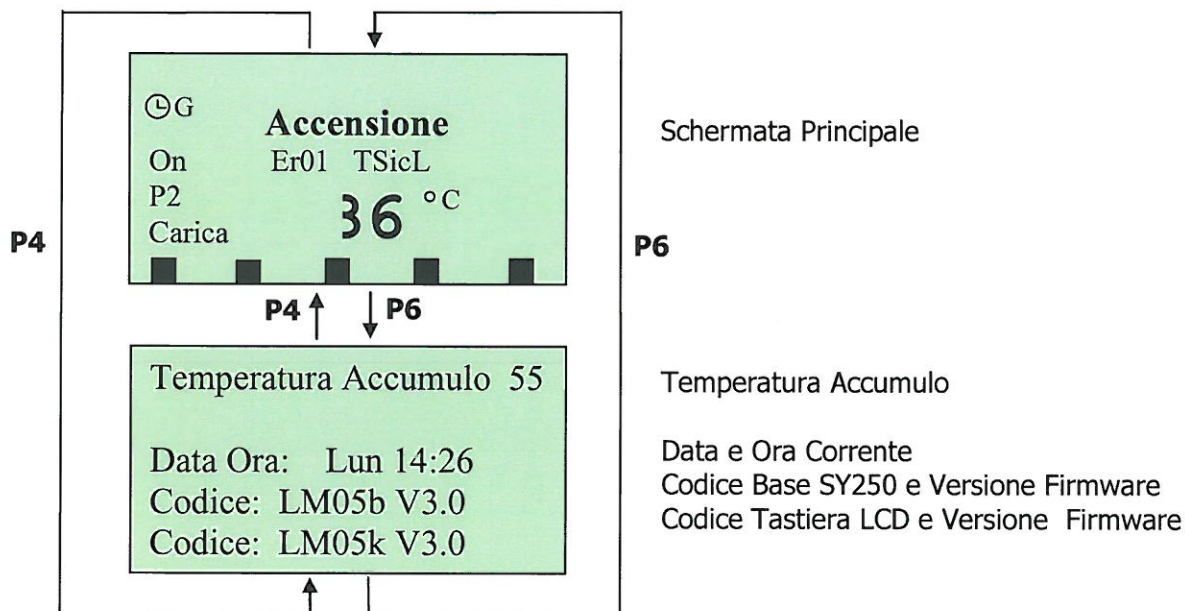 G
Accensione
Schermata Principale
On Er01 TSicL
P2
36 °C
Carica
P4
P6
P4 P6
Temperatura Accumulo 55
Temperatura Accumulo
Data Ora: Lun 14:26
Data e Ora Corrente
Codice: LM05b V3.0
Codice Base SY250 e Versione Firmware
Codice: LM05k V3.0
Codice Tastiera LCD e Versione Firmware